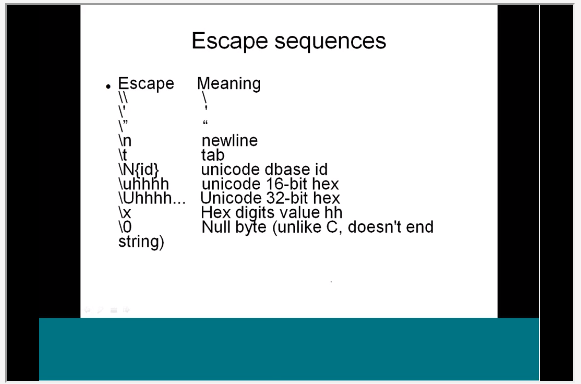 Escape sequences
• Escape Meaning
\\ \
\' '
\” “
\n newline
\t tab
\N{id} unicode dbase id
\uhhhh unicode 16-bit hex
\Uhhhh... Unicode 32-bit hex
\x Hex digits value hh
\0 Null byte (unlike C, doesn't end
string)